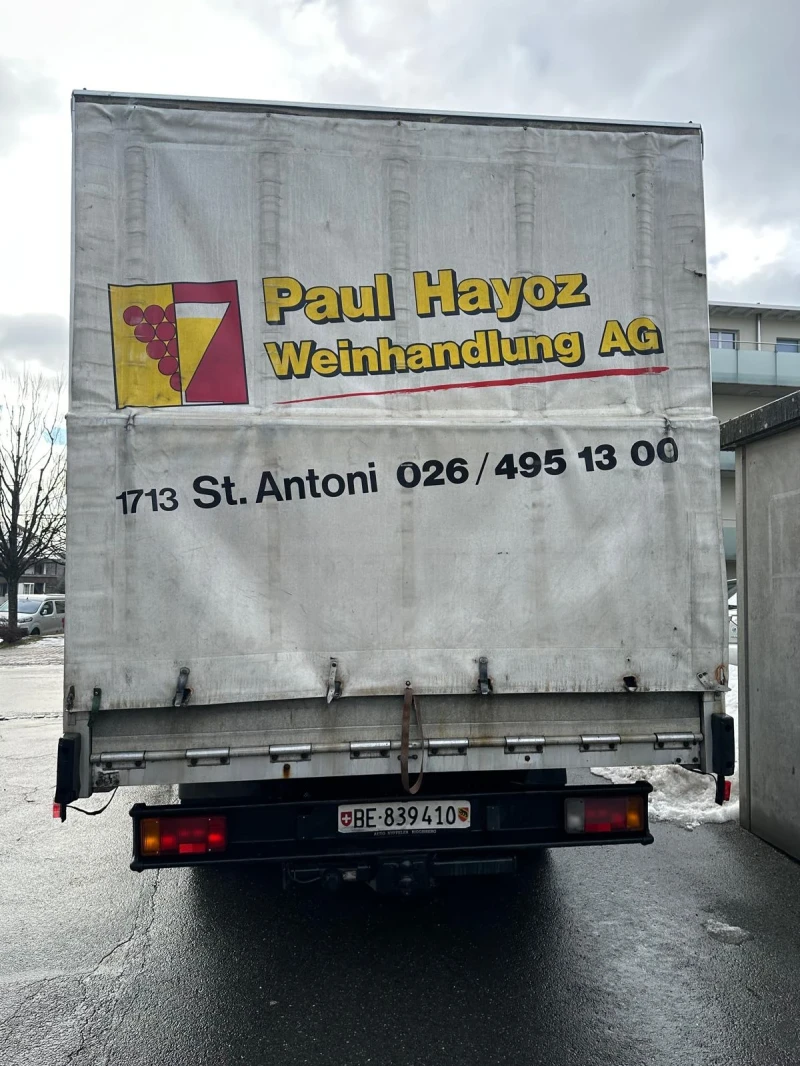 Paul Hayoz
Weinhandlung AG
1713 St. Antoni 026 / 495 13 00
BE·839410